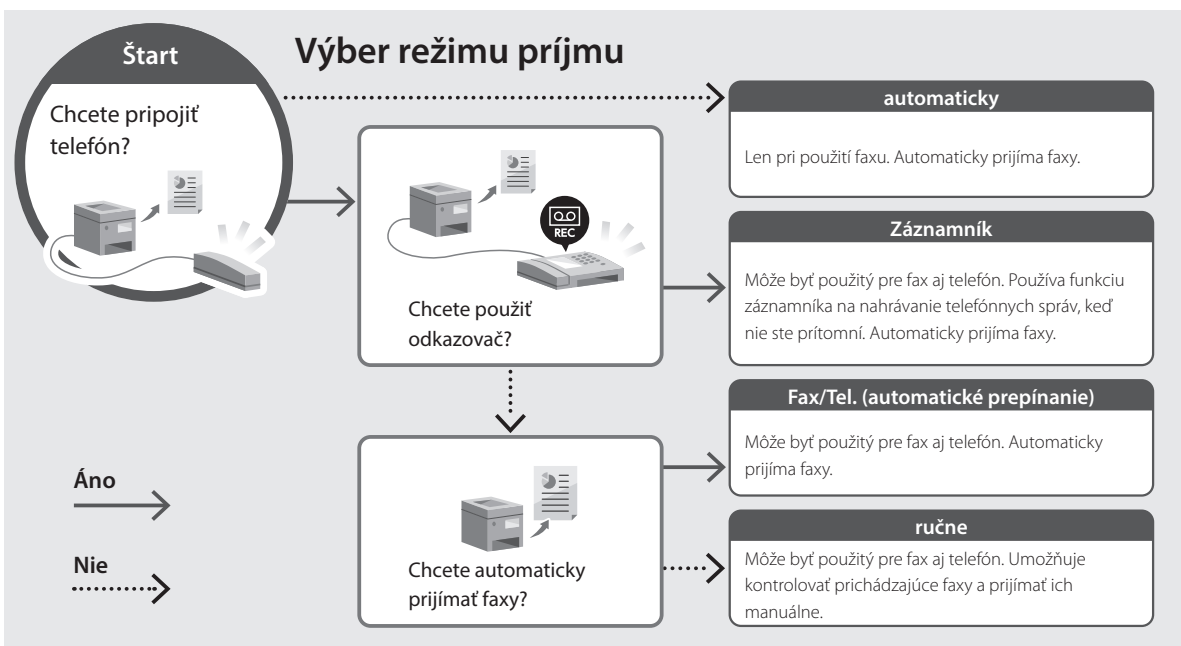 Výber režimu príjmu
Štart
Chcete pripojiť
telefón?
automaticky
Len pri použití faxu. Automaticky prijíma faxy.
REC
Chcete použiť
odkazovač?
Záznamník
Môže byť použitý pre fax aj telefón. Používa funkciu
záznamníka na nahrávanie telefónnych správ, keď
nie ste prítomní. Automaticky prijíma faxy.
Fax/Tel. (automatické prepínanie)
Môže byť použitý pre fax aj telefón. Automaticky
prijíma faxy.
Áno
Nie
Chcete automaticky
prijímať faxy?
ručne
Môže byť použitý pre fax aj telefón. Umožňuje
kontrolovať prichádzajúce faxy a prijímať ich
manuálne.